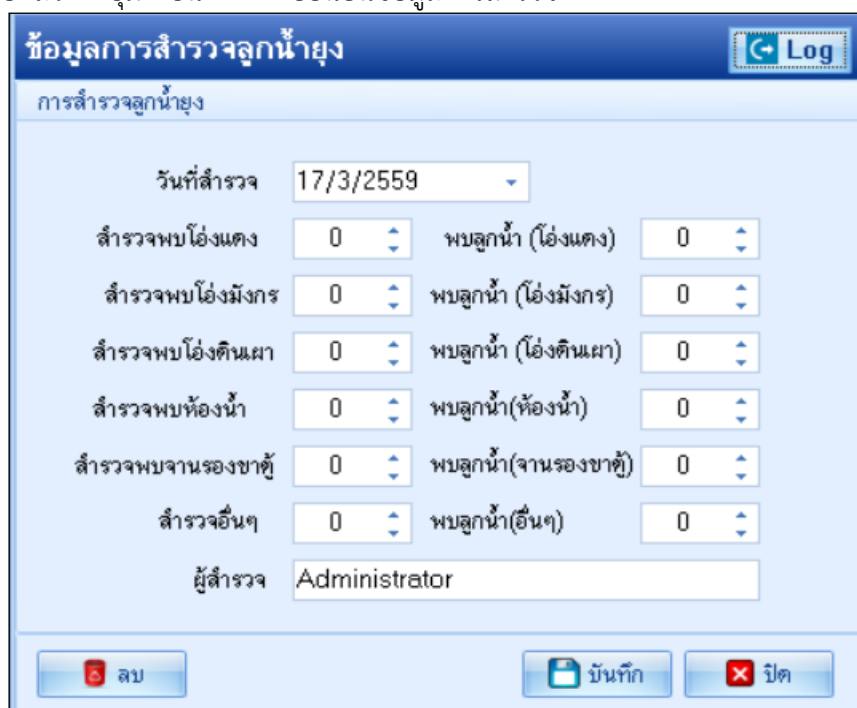 ข้อมูลการสำรวจลูกน้ำยุง Log
การสำรวจลูกน้ำยุง
วันที่สำรวจ 17/3/2559
สำรวจพบโอ่งแดง 0 พบลูกน้ำ (โอ่งแดง) 0
สำรวจพบโอ่งมังกร 0 พบลูกน้ำ (โอ่งมังกร) 0
สำรวจพบโอ่งดินเผา 0 พบลูกน้ำ (โอ่งดินเผา) 0
สำรวจพบห้องน้ำ 0 พบลูกน้ำ(ห้องน้ำ) 0
สำรวจพบจานรองขาตู้ 0 พบลูกน้ำ(จานรองขาตู้) 0
สำรวจอื่นๆ 0 พบลูกน้ำ(อื่นๆ) 0
ผู้สำรวจ Administrator
ลบ บันทึก ปิด